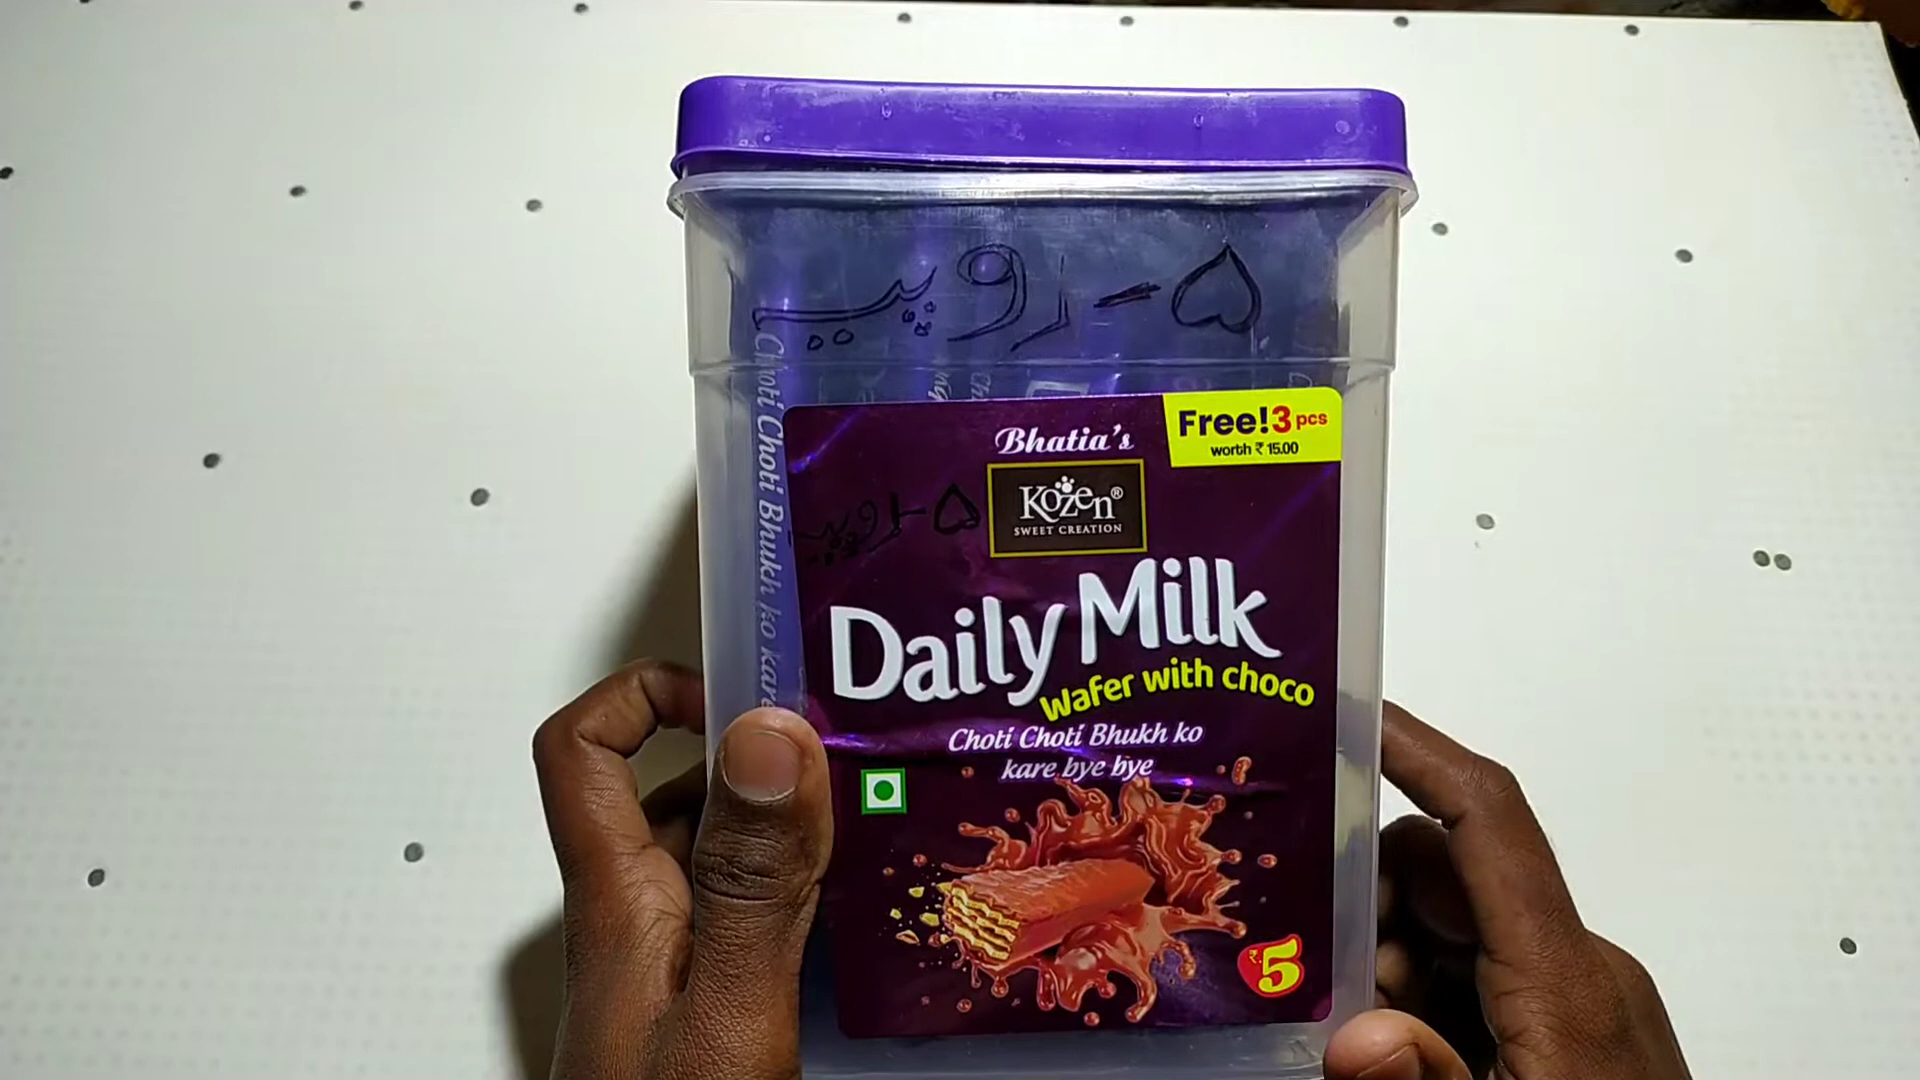 ۵-روپیہ
Free! 3 pcs
worth ₹ 15.00
Bhatia's
Kozen®
SWEET CREATION
۵-روپیہ
Daily Milk
Wafer with choco
Choti Choti Bhukh ko
kare bye bye
₹5
Choti Choti Bhukh ko kare